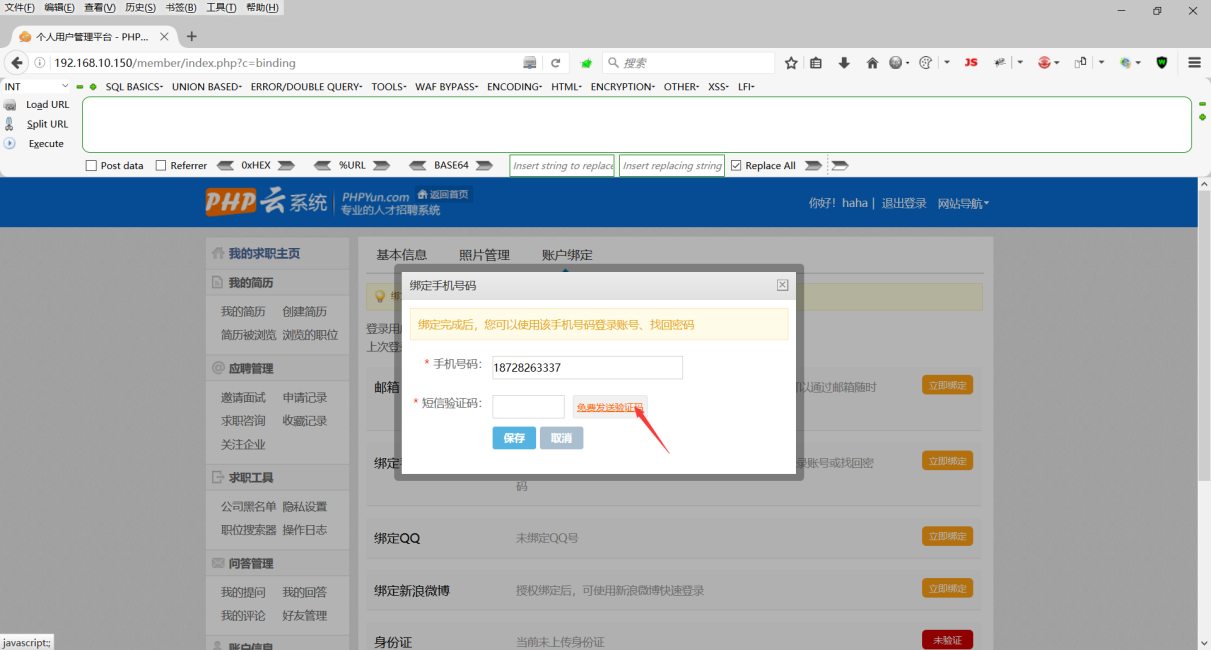 文件(F) 编辑(E) 查看(V) 历史(S) 书签(B) 工具(T) 帮助(H)
个人用户管理平台 - PHP...
192.168.10.150/member/index.php?c=binding
搜索
JS
INT
SQL BASICS
UNION BASED
ERROR/DOUBLE QUERY
TOOLS
WAF BYPASS
ENCODING
HTML
ENCRYPTION
OTHER
XSS
LFI
Load URL
Split URL
Execute
Post data
Referrer
0xHEX
%URL
BASE64
Insert string to replace
Insert replacing string
Replace All
PHP云系统
PHPYun.com
返回首页
专业的人才招聘系统
你好! haha | 退出登录 网站导航
我的求职主页
我的简历
我的简历 创建简历
简历被浏览 浏览的职位
应聘管理
邀请面试 申请记录
求职咨询 收藏记录
关注企业
求职工具
公司黑名单 隐私设置
职位搜索器 操作日志
问答管理
我的提问 我的回答
我的评论 好友管理
账户信息
基本信息 照片管理 账户绑定
绑定手机号码
绑定完成后，您可以使用该手机号码登录账号、找回密码
* 手机号码： 18728263337
* 短信验证码： 免费发送验证码
保存 取消
登录用
上次登
邮箱
以通过邮箱随时
立即绑定
录账号或找回密
码
立即绑定
绑定QQ 未绑定QQ号 立即绑定
绑定新浪微博 授权绑定后，可使用新浪微博快速登录 立即绑定
身份证 当前未上传身份证 未验证
javascript:;